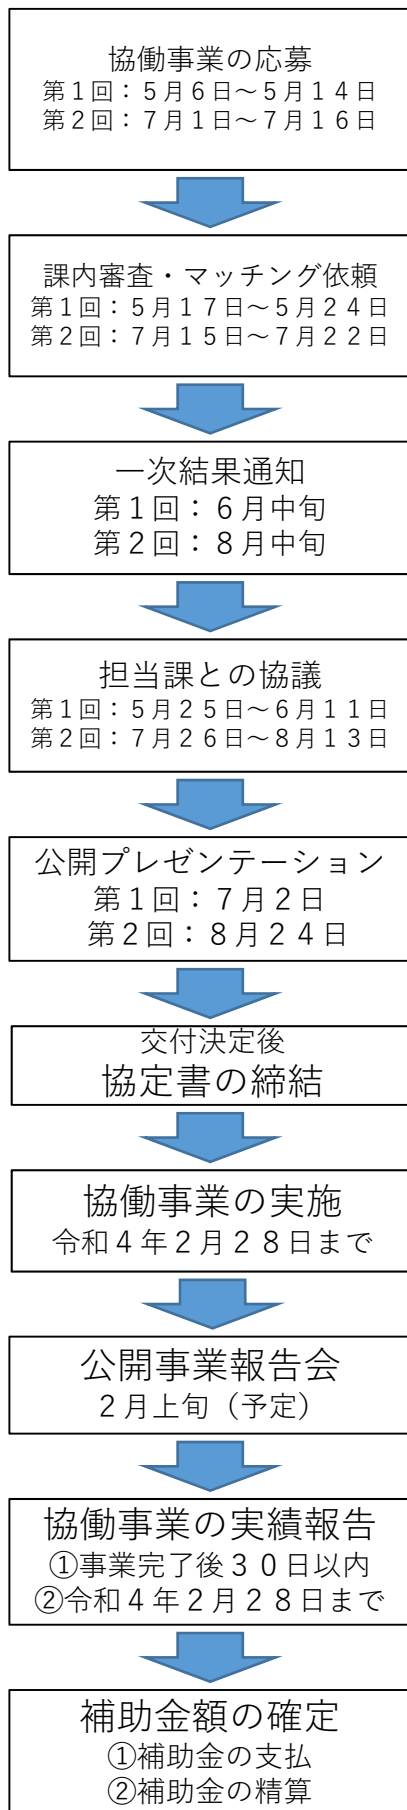 協働事業の応募
第１回：５月６日～５月１４日
第２回：７月１日～７月１６日
課内審査・マッチング依頼
第１回：５月１７日～５月２４日
第２回：７月１５日～７月２２日
一次結果通知
第１回：６月中旬
第２回：８月中旬
担当課との協議
第１回：５月２５日～６月１１日
第２回：７月２６日～８月１３日
公開プレゼンテーション
第１回：７月２日
第２回：８月２４日
交付決定後
協定書の締結
協働事業の実施
令和４年２月２８日まで
公開事業報告会
２月上旬（予定）
協働事業の実績報告
①事業完了後３０日以内
②令和４年２月２８日まで
補助金額の確定
①補助金の支払
②補助金の精算